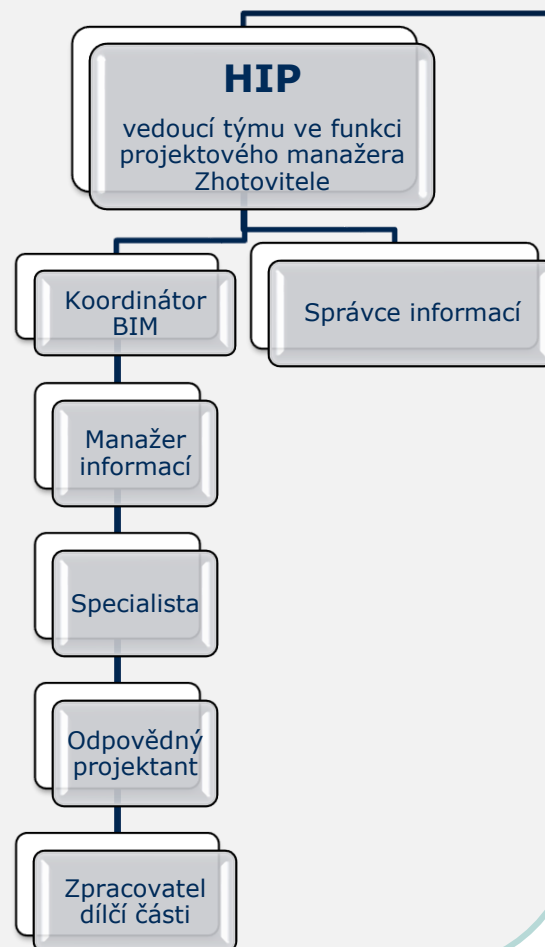 HIP
vedoucí týmu ve funkci
projektového manažera
Zhotovitele
Koordinátor
BIM
Správce informací
Manažer
informací
Specialista
Odpovědný
projektant
Zpracovatel
dílčí části